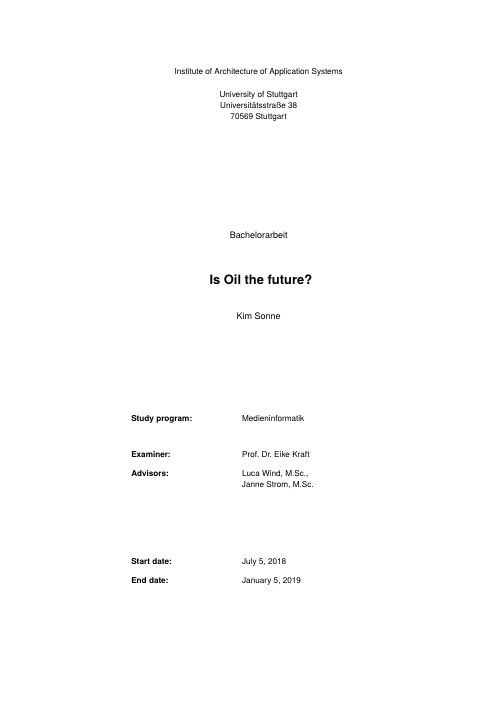 Institute of Architecture of Application Systems
University of Stuttgart
Universitätsstraße 38
70569 Stuttgart
Bachelorarbeit
Is Oil the future?
Kim Sonne
Study program: Medieninformatik
Examiner: Prof. Dr. Eike Kraft
Advisors: Luca Wind, M.Sc.,
Janne Strom, M.Sc.
Start date: July 5, 2018
End date: January 5, 2019